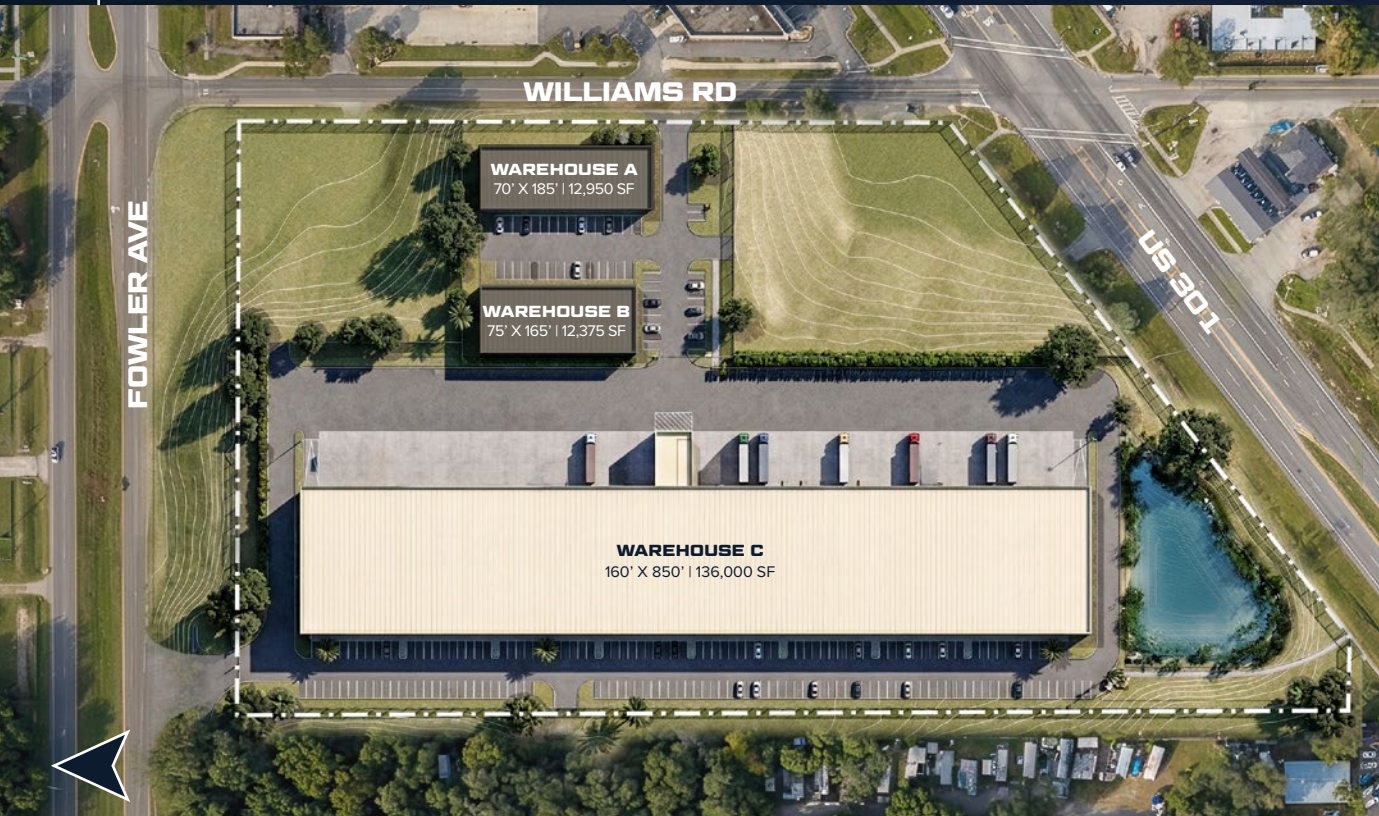 WILLIAMS RD
WAREHOUSE A
70' X 185' | 12,950 SF
FOWLER AVE
US 301
WAREHOUSE B
75' X 165' | 12,375 SF
WAREHOUSE C
160' X 850' | 136,000 SF